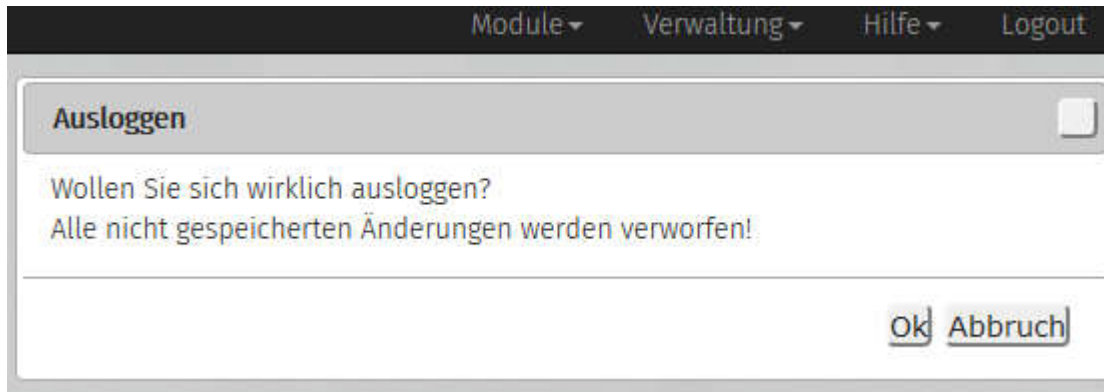 Module Verwaltung Hilfe Logout
Ausloggen
Wollen Sie sich wirklich ausloggen?
Alle nicht gespeicherten Änderungen werden verworfen!
Ok Abbruch